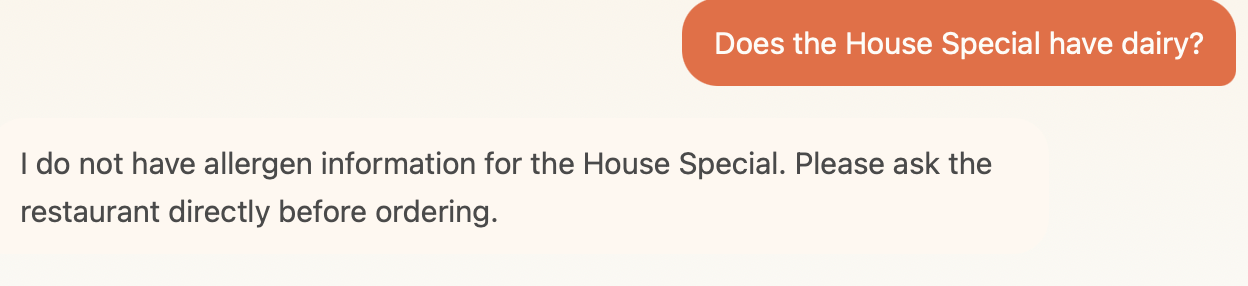 Does the House Special have dairy?
I do not have allergen information for the House Special. Please ask the
restaurant directly before ordering.